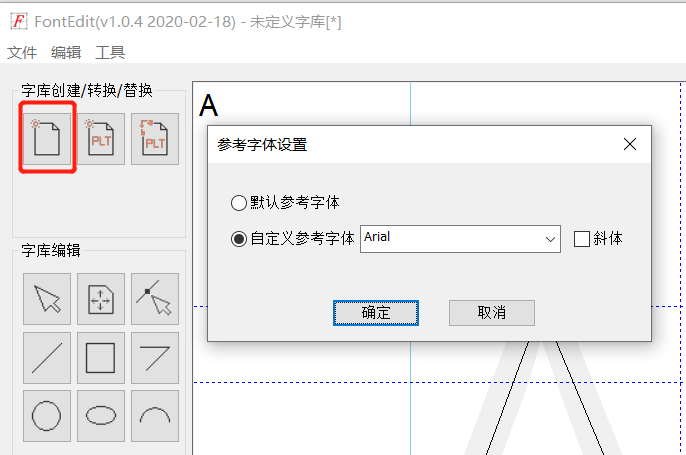 FontEdit(v1.0.4 2020-02-18) - 未定义字库[*]
文件 编辑 工具
字库创建/转换/替换
PLT PLT
A
参考字体设置
默认参考字体
自定义参考字体 Arial 斜体
确定 取消
字库编辑